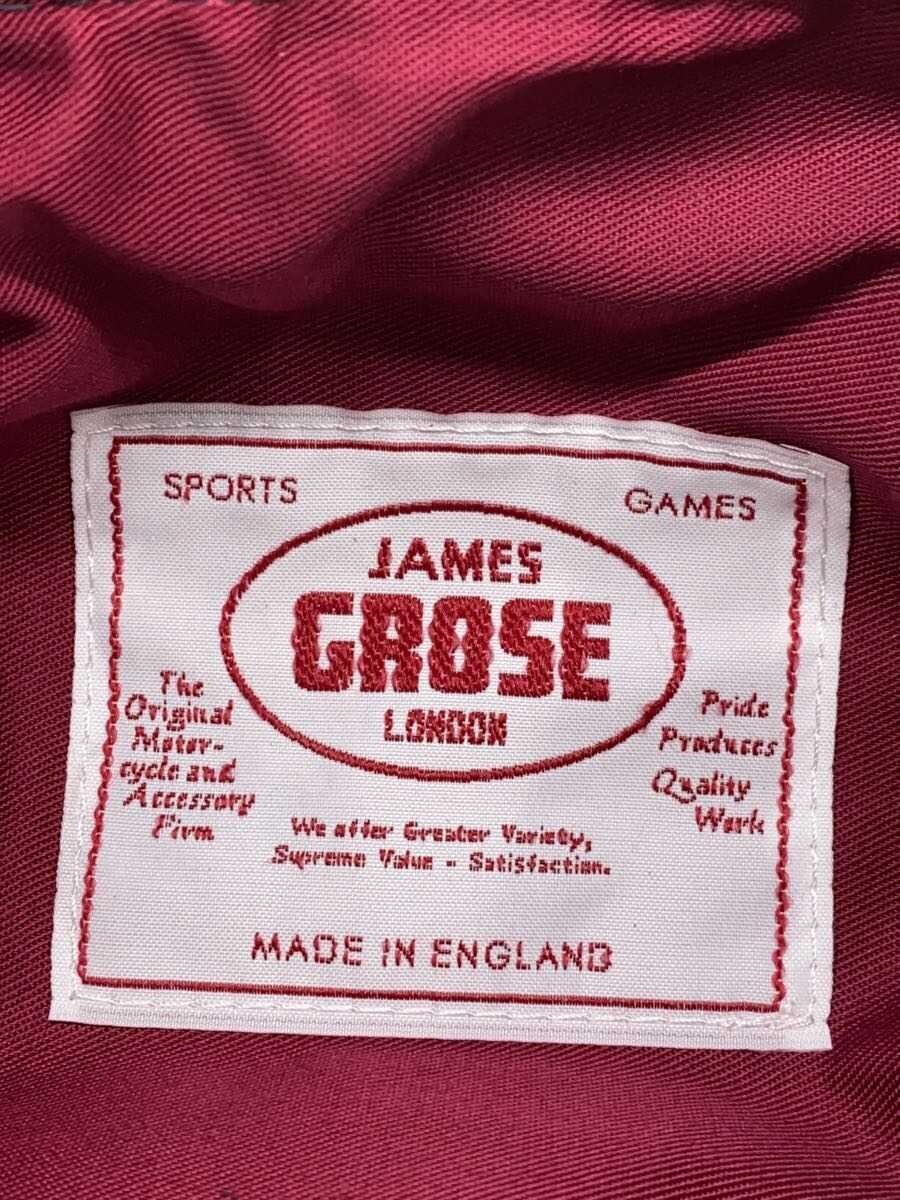 SPORTS
GAMES
JAMES
GROSE
LONDON
The
Original
Motor-
cycle and
Accessory
Firm
Pride
Produces
Quality
Work
We offer Greater Variety,
Supreme Value - Satisfaction.
MADE IN ENGLAND